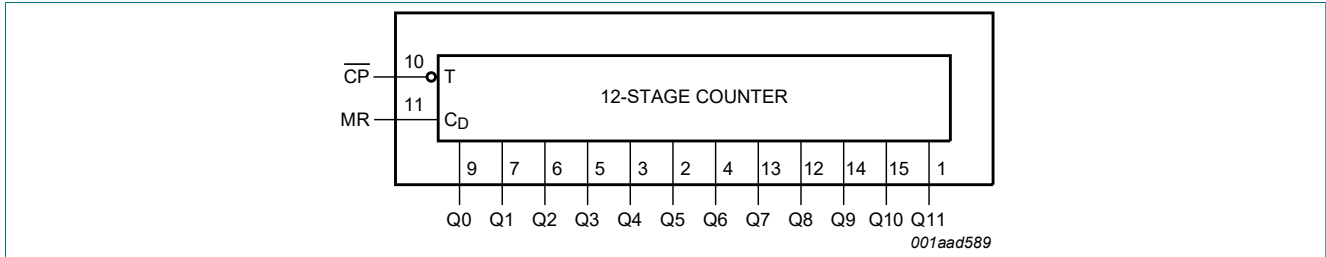 10
C̅P̅ T
12-STAGE COUNTER
11
MR CD
9 7 6 5 3 2 4 13 12 14 15 1
Q0 Q1 Q2 Q3 Q4 Q5 Q6 Q7 Q8 Q9 Q10 Q11
001aad589